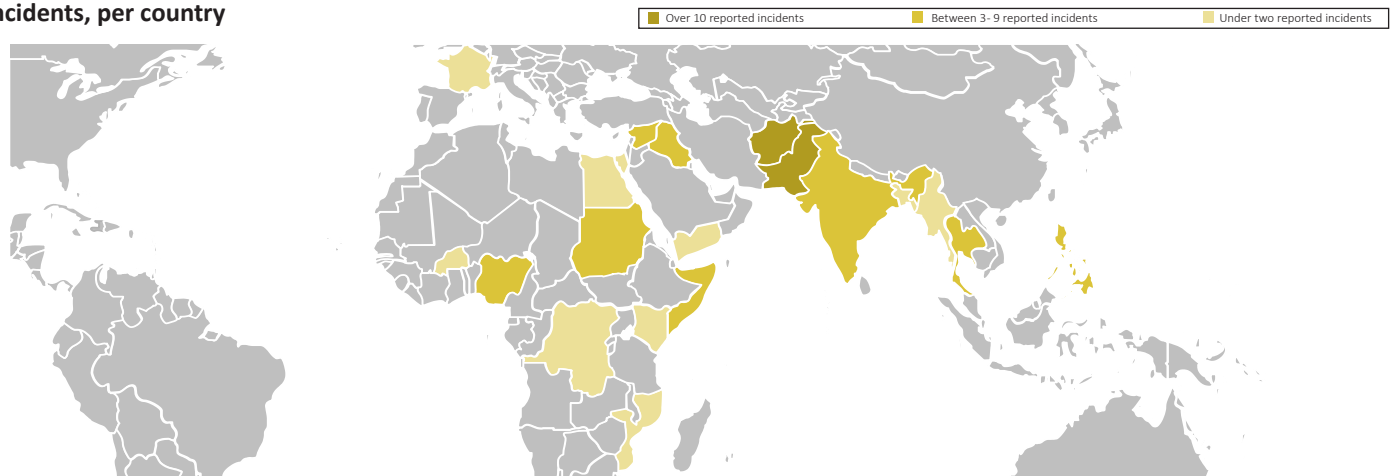 ncidents, per country
Over 10 reported incidents
Between 3- 9 reported incidents
Under two reported incidents